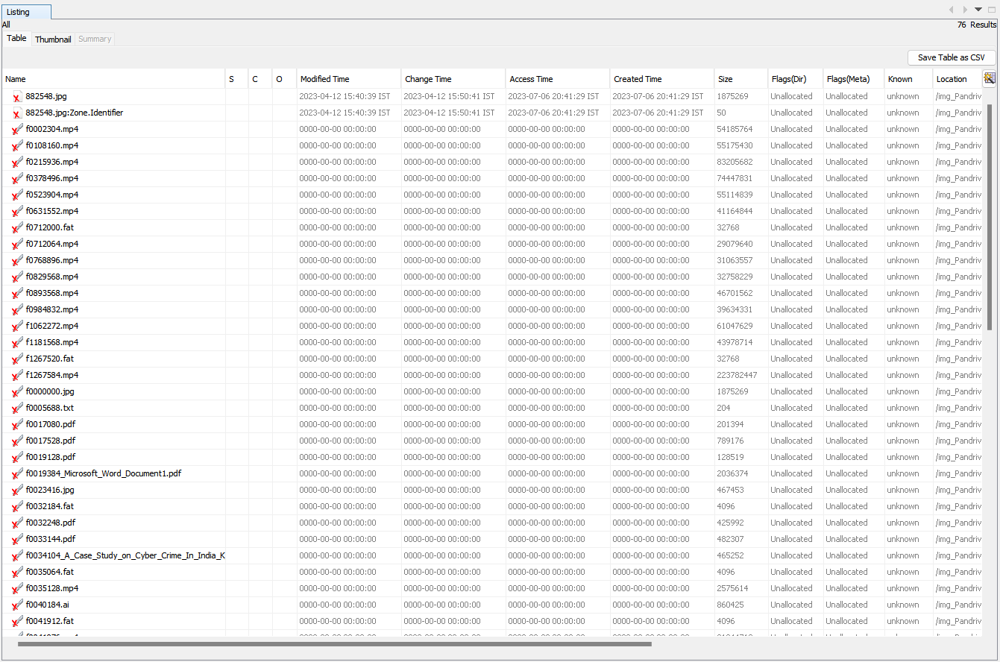 Listing
All 76 Results
Table Thumbnail Summary
Save Table as CSV
Name S C O Modified Time Change Time Access Time Created Time Size Flags(Dir) Flags(Meta) Known Location
882548.jpg 2023-04-12 15:40:39 IST 2023-04-12 15:50:41 IST 2023-07-06 20:41:29 IST 2023-07-06 20:41:29 IST 1875269 Unallocated Unallocated unknown /img_Pandriv
882548.jpg:Zone.Identifier 2023-04-12 15:40:39 IST 2023-04-12 15:50:41 IST 2023-07-06 20:41:29 IST 2023-07-06 20:41:29 IST 50 Unallocated Unallocated unknown /img_Pandriv
f0002304.mp4 0000-00-00 00:00:00 0000-00-00 00:00:00 0000-00-00 00:00:00 0000-00-00 00:00:00 54185764 Unallocated Unallocated unknown /img_Pandriv
f0108160.mp4 0000-00-00 00:00:00 0000-00-00 00:00:00 0000-00-00 00:00:00 0000-00-00 00:00:00 55175430 Unallocated Unallocated unknown /img_Pandriv
f0215936.mp4 0000-00-00 00:00:00 0000-00-00 00:00:00 0000-00-00 00:00:00 0000-00-00 00:00:00 83205682 Unallocated Unallocated unknown /img_Pandriv
f0378496.mp4 0000-00-00 00:00:00 0000-00-00 00:00:00 0000-00-00 00:00:00 0000-00-00 00:00:00 74447831 Unallocated Unallocated unknown /img_Pandriv
f0523904.mp4 0000-00-00 00:00:00 0000-00-00 00:00:00 0000-00-00 00:00:00 0000-00-00 00:00:00 55114839 Unallocated Unallocated unknown /img_Pandriv
f0631552.mp4 0000-00-00 00:00:00 0000-00-00 00:00:00 0000-00-00 00:00:00 0000-00-00 00:00:00 41164844 Unallocated Unallocated unknown /img_Pandriv
f0712000.fat 0000-00-00 00:00:00 0000-00-00 00:00:00 0000-00-00 00:00:00 0000-00-00 00:00:00 32768 Unallocated Unallocated unknown /img_Pandriv
f0712064.mp4 0000-00-00 00:00:00 0000-00-00 00:00:00 0000-00-00 00:00:00 0000-00-00 00:00:00 29079640 Unallocated Unallocated unknown /img_Pandriv
f0768896.mp4 0000-00-00 00:00:00 0000-00-00 00:00:00 0000-00-00 00:00:00 0000-00-00 00:00:00 31063557 Unallocated Unallocated unknown /img_Pandriv
f0829568.mp4 0000-00-00 00:00:00 0000-00-00 00:00:00 0000-00-00 00:00:00 0000-00-00 00:00:00 32758229 Unallocated Unallocated unknown /img_Pandriv
f0893568.mp4 0000-00-00 00:00:00 0000-00-00 00:00:00 0000-00-00 00:00:00 0000-00-00 00:00:00 46701562 Unallocated Unallocated unknown /img_Pandriv
f0984832.mp4 0000-00-00 00:00:00 0000-00-00 00:00:00 0000-00-00 00:00:00 0000-00-00 00:00:00 39634331 Unallocated Unallocated unknown /img_Pandriv
f1062272.mp4 0000-00-00 00:00:00 0000-00-00 00:00:00 0000-00-00 00:00:00 0000-00-00 00:00:00 61047629 Unallocated Unallocated unknown /img_Pandriv
f1181568.mp4 0000-00-00 00:00:00 0000-00-00 00:00:00 0000-00-00 00:00:00 0000-00-00 00:00:00 43978714 Unallocated Unallocated unknown /img_Pandriv
f1267520.fat 0000-00-00 00:00:00 0000-00-00 00:00:00 0000-00-00 00:00:00 0000-00-00 00:00:00 32768 Unallocated Unallocated unknown /img_Pandriv
f1267584.mp4 0000-00-00 00:00:00 0000-00-00 00:00:00 0000-00-00 00:00:00 0000-00-00 00:00:00 223782447 Unallocated Unallocated unknown /img_Pandriv
f0000000.jpg 0000-00-00 00:00:00 0000-00-00 00:00:00 0000-00-00 00:00:00 0000-00-00 00:00:00 1875269 Unallocated Unallocated unknown /img_Pandriv
f0005688.txt 0000-00-00 00:00:00 0000-00-00 00:00:00 0000-00-00 00:00:00 0000-00-00 00:00:00 204 Unallocated Unallocated unknown /img_Pandriv
f0017080.pdf 0000-00-00 00:00:00 0000-00-00 00:00:00 0000-00-00 00:00:00 0000-00-00 00:00:00 201394 Unallocated Unallocated unknown /img_Pandriv
f0017528.pdf 0000-00-00 00:00:00 0000-00-00 00:00:00 0000-00-00 00:00:00 0000-00-00 00:00:00 789176 Unallocated Unallocated unknown /img_Pandriv
f0019128.pdf 0000-00-00 00:00:00 0000-00-00 00:00:00 0000-00-00 00:00:00 0000-00-00 00:00:00 128519 Unallocated Unallocated unknown /img_Pandriv
f0019384_Microsoft_Word_Document1.pdf 0000-00-00 00:00:00 0000-00-00 00:00:00 0000-00-00 00:00:00 0000-00-00 00:00:00 2036374 Unallocated Unallocated unknown /img_Pandriv
f0023416.jpg 0000-00-00 00:00:00 0000-00-00 00:00:00 0000-00-00 00:00:00 0000-00-00 00:00:00 467453 Unallocated Unallocated unknown /img_Pandriv
f0032184.fat 0000-00-00 00:00:00 0000-00-00 00:00:00 0000-00-00 00:00:00 0000-00-00 00:00:00 4096 Unallocated Unallocated unknown /img_Pandriv
f0032248.pdf 0000-00-00 00:00:00 0000-00-00 00:00:00 0000-00-00 00:00:00 0000-00-00 00:00:00 425992 Unallocated Unallocated unknown /img_Pandriv
f0033144.pdf 0000-00-00 00:00:00 0000-00-00 00:00:00 0000-00-00 00:00:00 0000-00-00 00:00:00 482307 Unallocated Unallocated unknown /img_Pandriv
f0034104_A_Case_Study_on_Cyber_Crime_In_India_K 0000-00-00 00:00:00 0000-00-00 00:00:00 0000-00-00 00:00:00 0000-00-00 00:00:00 465252 Unallocated Unallocated unknown /img_Pandriv
f0035064.fat 0000-00-00 00:00:00 0000-00-00 00:00:00 0000-00-00 00:00:00 0000-00-00 00:00:00 4096 Unallocated Unallocated unknown /img_Pandriv
f0035128.mp4 0000-00-00 00:00:00 0000-00-00 00:00:00 0000-00-00 00:00:00 0000-00-00 00:00:00 2575614 Unallocated Unallocated unknown /img_Pandriv
f0040184.ai 0000-00-00 00:00:00 0000-00-00 00:00:00 0000-00-00 00:00:00 0000-00-00 00:00:00 860425 Unallocated Unallocated unknown /img_Pandriv
f0041912.fat 0000-00-00 00:00:00 0000-00-00 00:00:00 0000-00-00 00:00:00 0000-00-00 00:00:00 4096 Unallocated Unallocated unknown /img_Pandriv